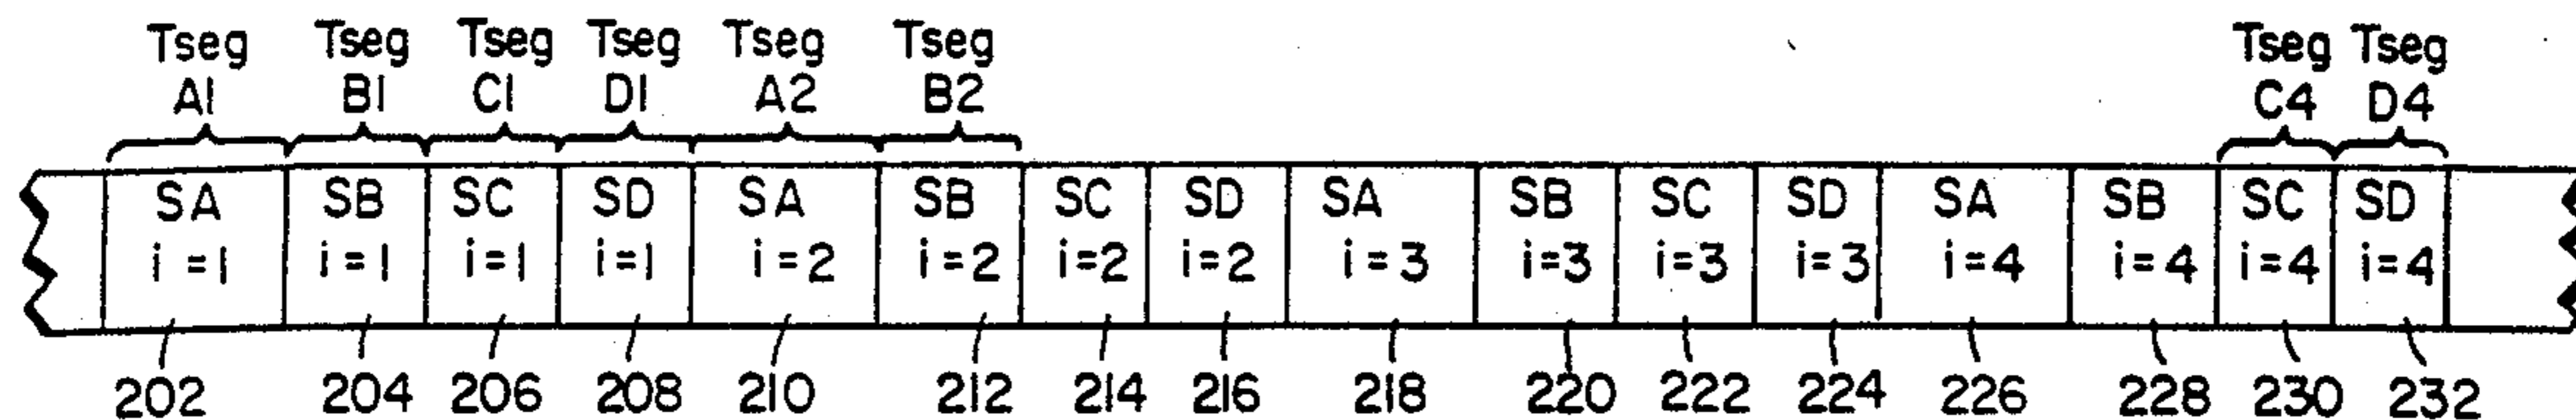 Tseg Tseg Tseg Tseg Tseg Tseg Tseg Tseg
A1 B1 C1 D1 A2 B2 C4 D4
SA SB SC SD SA SB SC SD SA SB SC SD SA SB SC SD
i=1 i=1 i=1 i=1 i=2 i=2 i=2 i=2 i=3 i=3 i=3 i=3 i=4 i=4 i=4 i=4
202 204 206 208 210 212 214 216 218 220 222 224 226 228 230 232